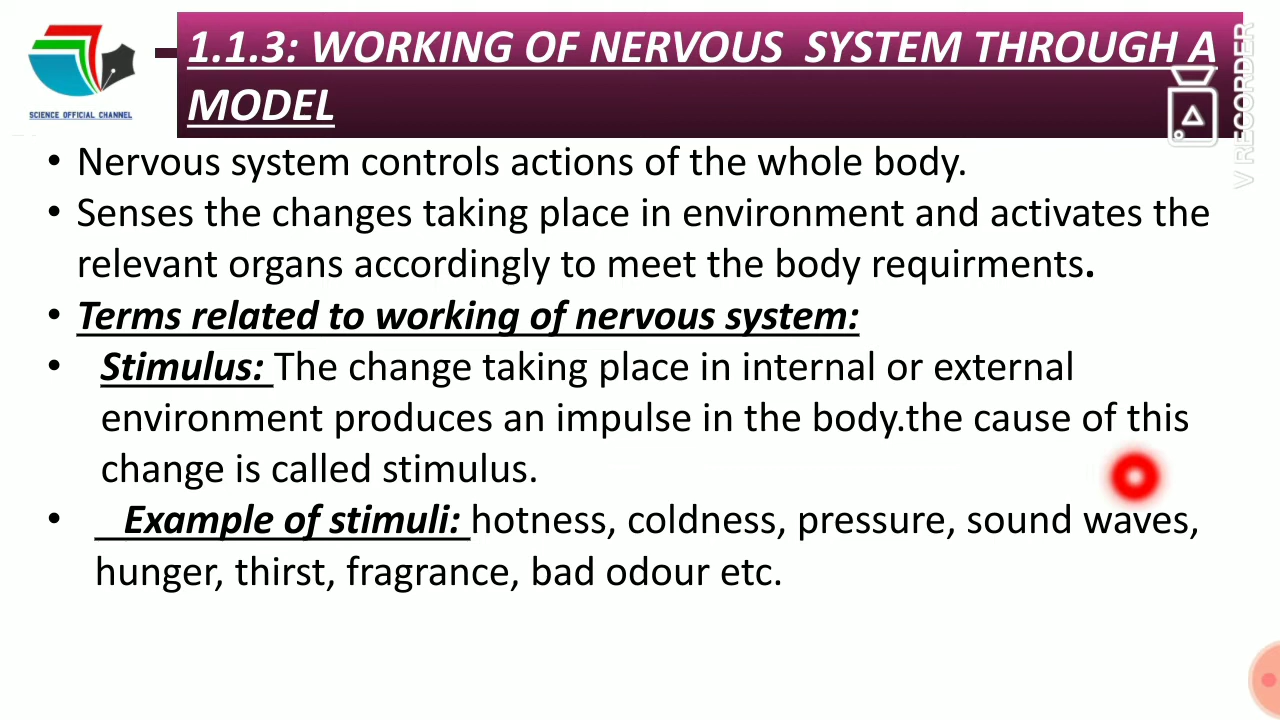 1.1.3: WORKING OF NERVOUS SYSTEM THROUGH A
MODEL
SCIENCE OFFICIAL CHANNEL
V RECORDER
• Nervous system controls actions of the whole body.
• Senses the changes taking place in environment and activates the
relevant organs accordingly to meet the body requirments.
• Terms related to working of nervous system:
• Stimulus: The change taking place in internal or external
environment produces an impulse in the body.the cause of this
change is called stimulus.
• Example of stimuli: hotness, coldness, pressure, sound waves,
hunger, thirst, fragrance, bad odour etc.